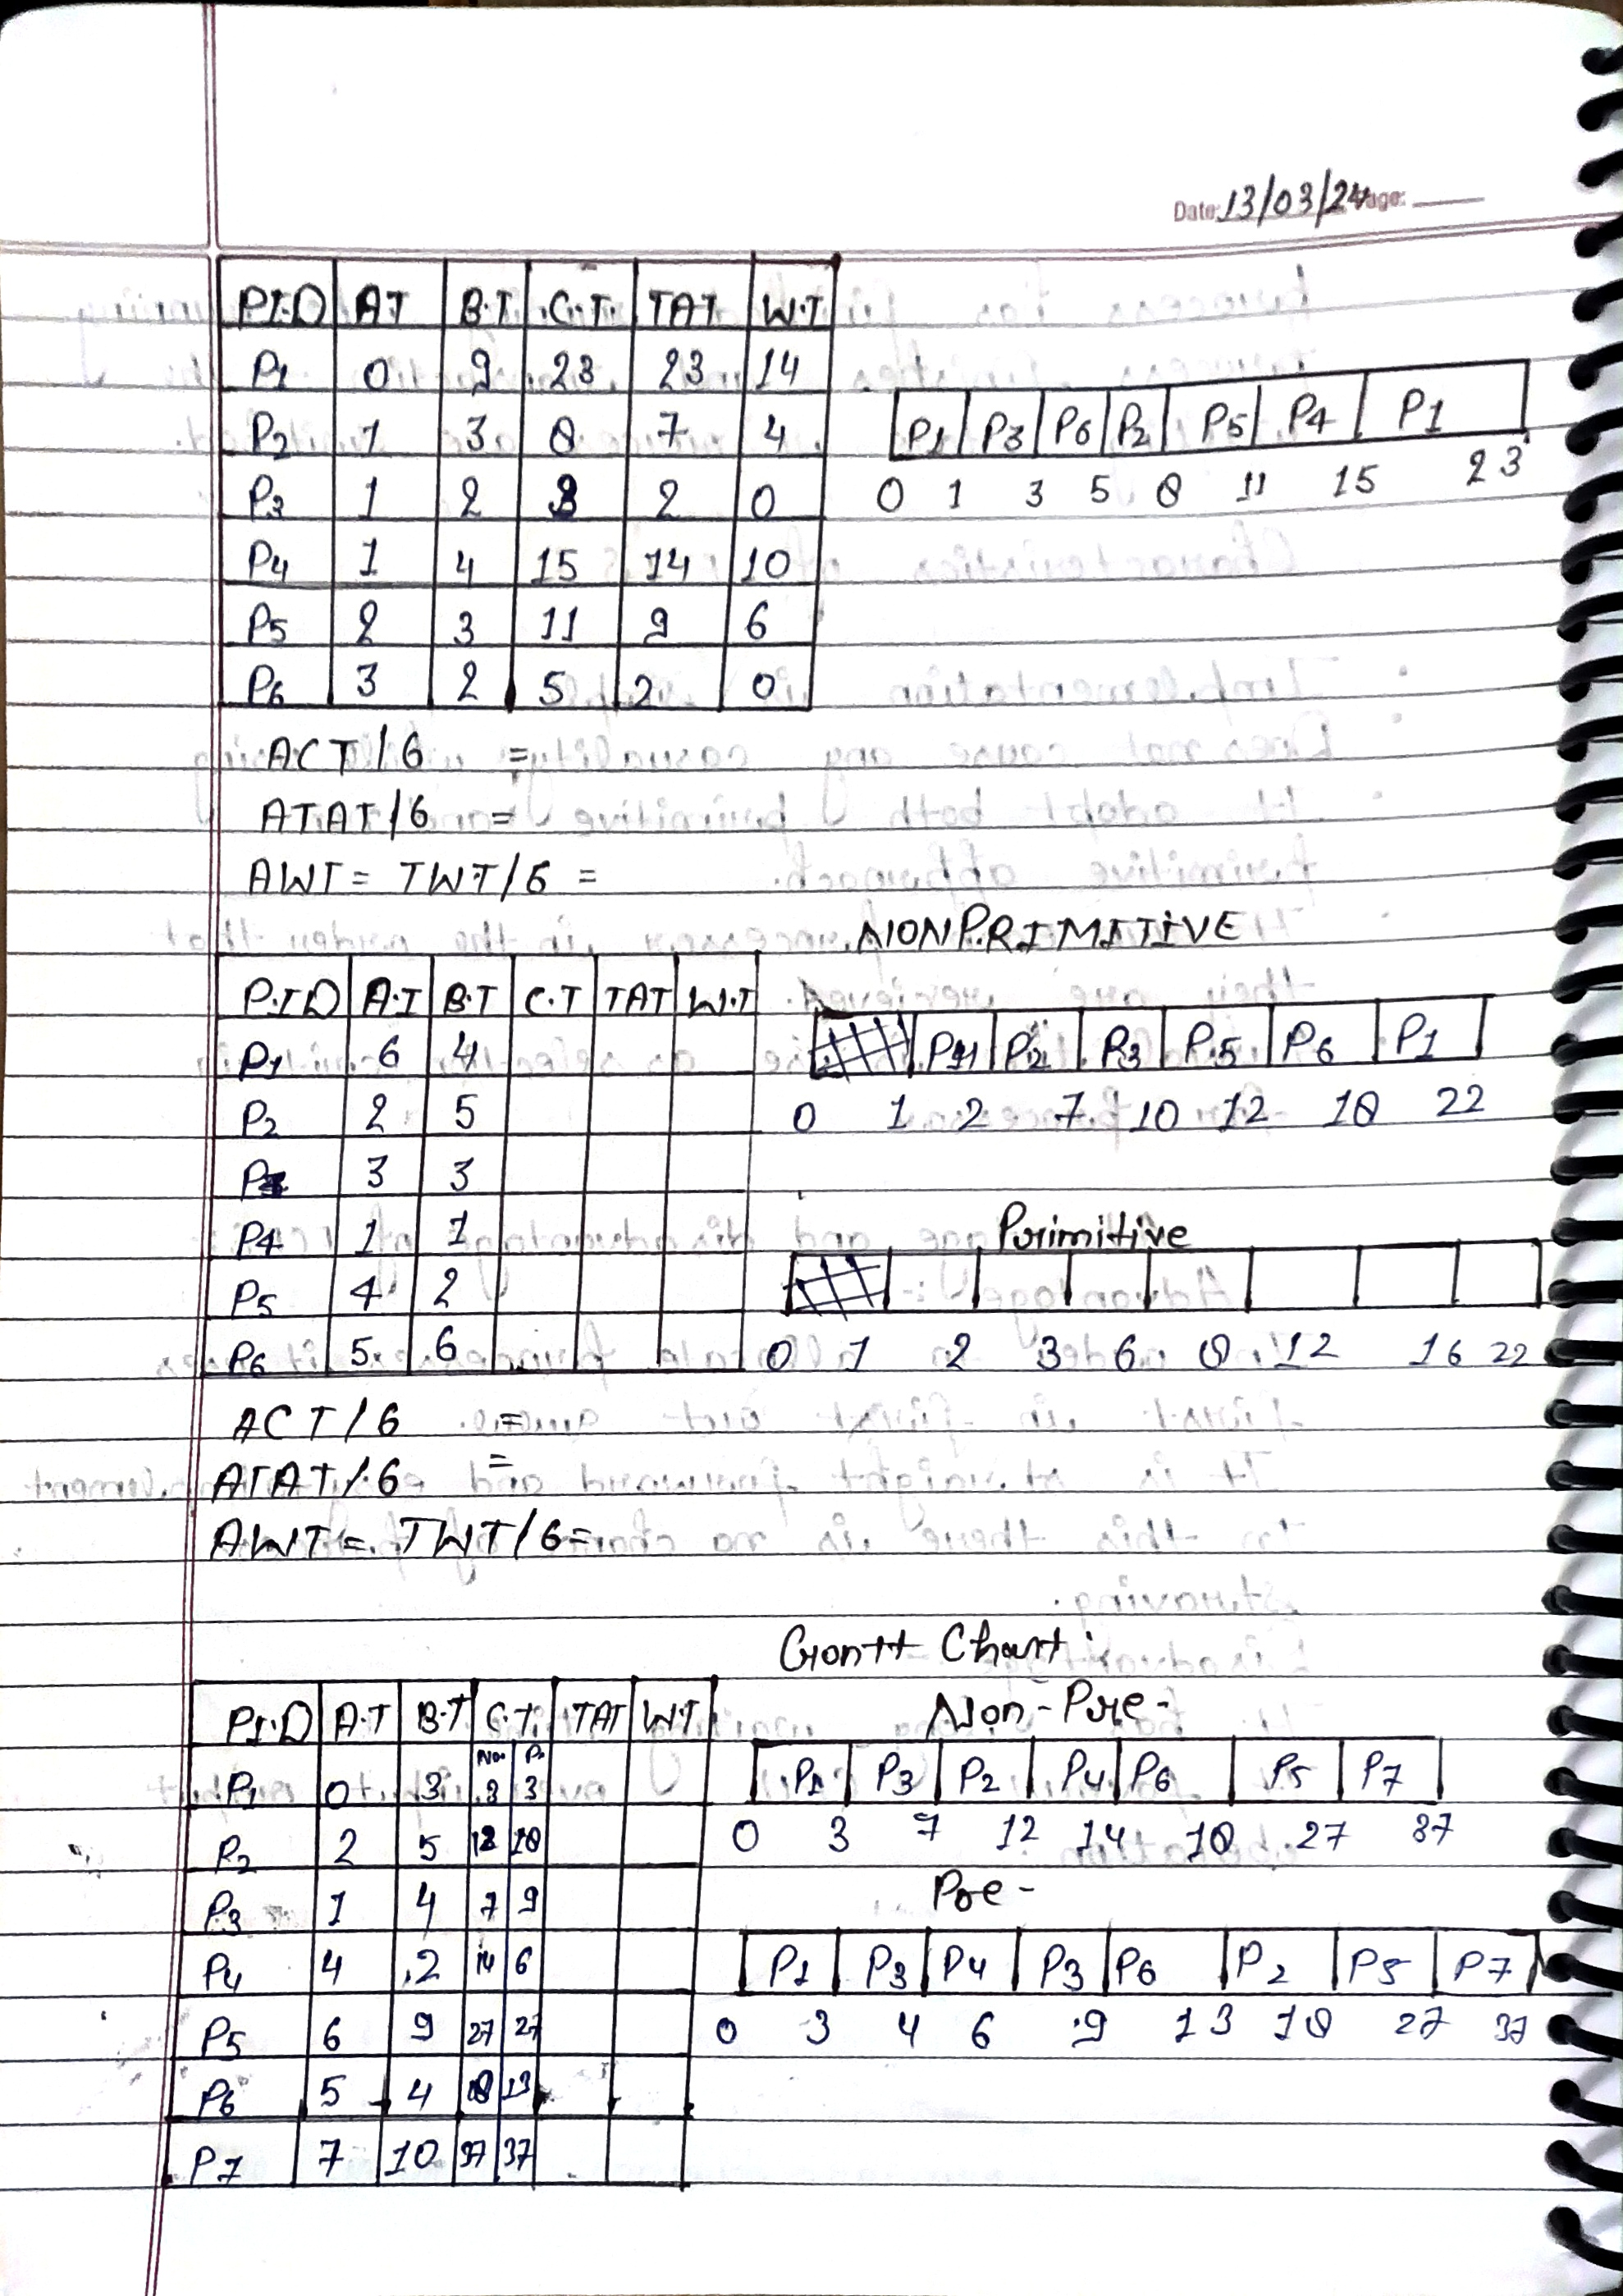 Date: 13/03/24 Page:
P.I.D A.T B.T C.T. TAT W.T
P1 0 9 23 23 14
P2 1 3 8 7 4
P1 P3 P6 P2 P5 P4 P1
P3 1 2 3 2 0
0 1 3 5 8 11 15 23
P4 1 4 15 14 10
P5 2 3 11 9 6
P6 3 2 5 2 0
ACT/6 =
ATAT/6 =
AWT = TWT/6 =
NONPRIMITIVE
P.I.D A.T B.T C.T TAT W.T
P1 6 4
P4 P2 P3 P5 P6 P1
P2 2 5
0 1 2 7 10 12 18 22
P3 3 3
P4 1 1
Primitive
P5 4 2
P6 5 6
0 1 2 3 6 8 12 16 22
ACT/6 =
ATAT/6 =
AWT = TWT/6 =
Gontt Chart
P.I.D A.T B.T C.T. TAT W.T
Non-Pre-
Non P.
P1 0 3 3 3
P1 P3 P2 P4 P6 P5 P7
P2 2 5 12 18
0 3 7 12 14 18 27 37
P3 1 4 7 9
Pre-
P4 4 2 14 6
P1 P3 P4 P3 P6 P2 P5 P7
P5 6 9 27 27
0 3 4 6 9 13 18 27 37
P6 5 4 18 13
P7 7 10 37 37